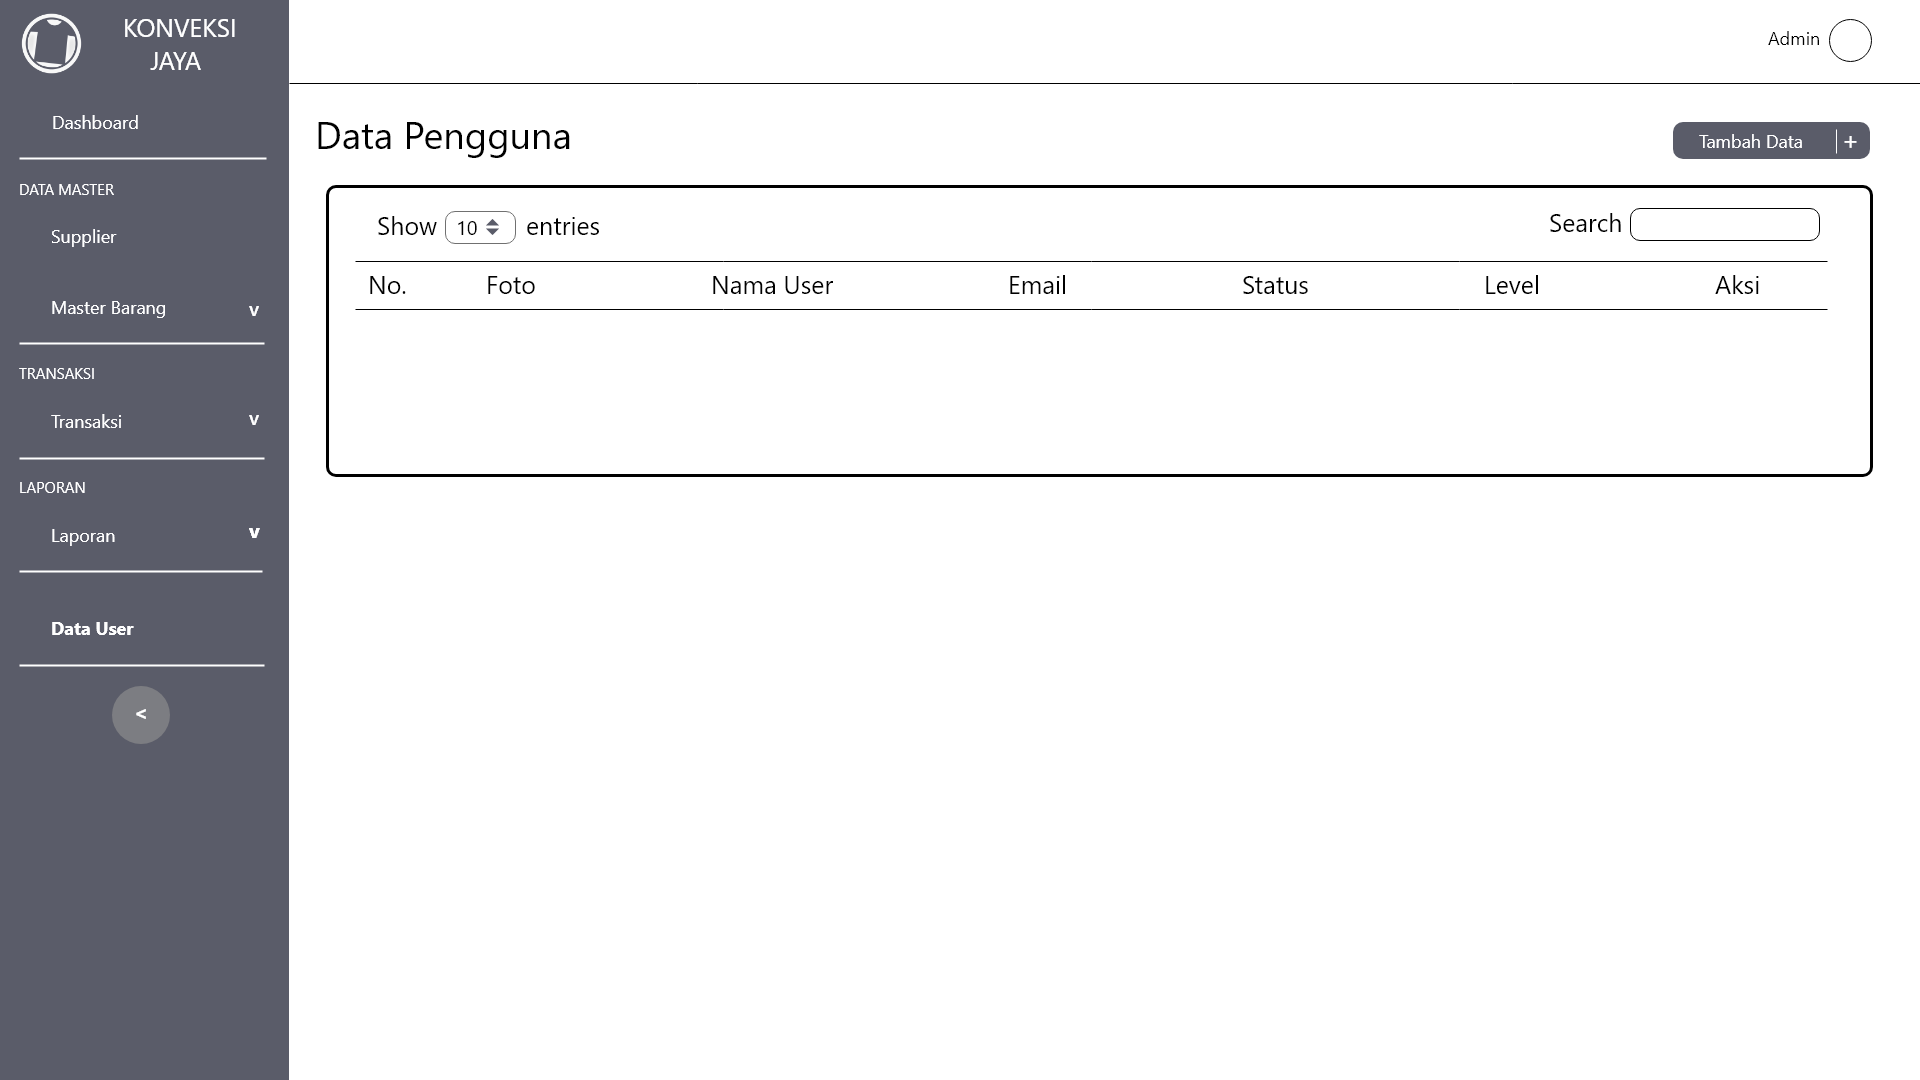 KONVEKSI
JAYA
Admin
Dashboard
DATA MASTER
Supplier
Master Barang v
TRANSAKSI
Transaksi v
LAPORAN
Laporan v
Data User
<
Data Pengguna
Tambah Data +
Show 10 entries
Search
No. Foto Nama User Email Status Level Aksi